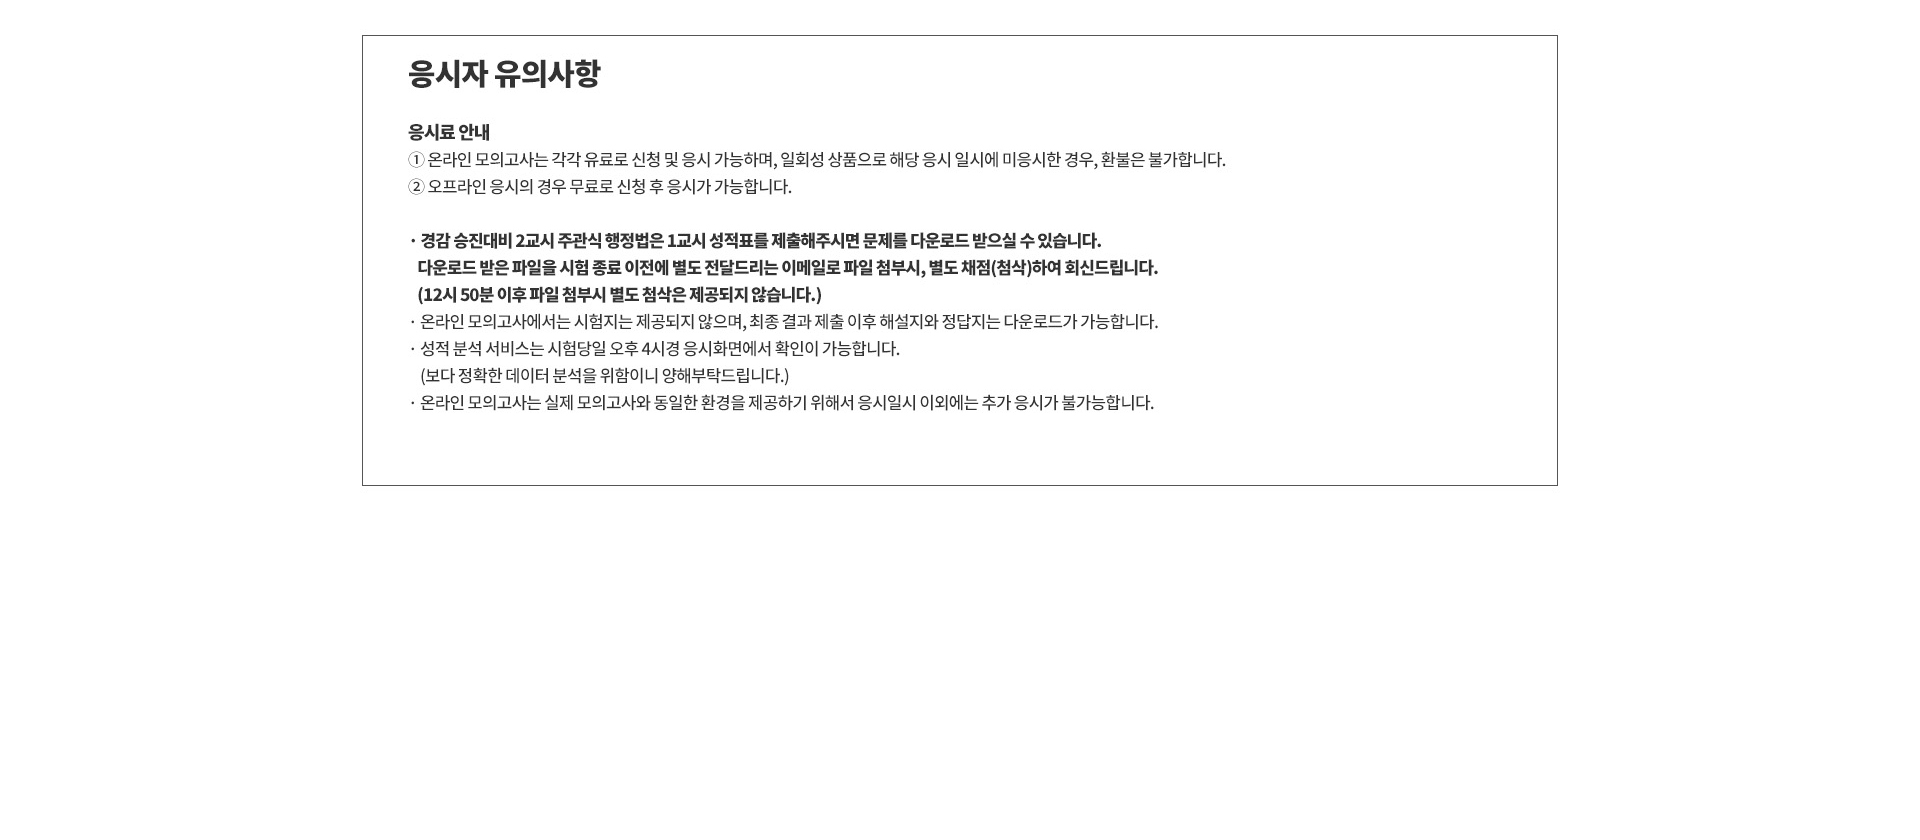 응시자 유의사항
응시료 안내
① 온라인 모의고사는 각각 유료로 신청 및 응시 가능하며, 일회성 상품으로 해당 응시 일시에 미응시한 경우, 환불은 불가합니다.
② 오프라인 응시의 경우 무료로 신청 후 응시가 가능합니다.
· 경감 승진대비 2교시 주관식 행정법은 1교시 성적표를 제출해주시면 문제를 다운로드 받으실 수 있습니다.
다운로드 받은 파일을 시험 종료 이전에 별도 전달드리는 이메일로 파일 첨부시, 별도 채점(첨삭)하여 회신드립니다.
(12시 50분 이후 파일 첨부시 별도 첨삭은 제공되지 않습니다.)
· 온라인 모의고사에서는 시험지는 제공되지 않으며, 최종 결과 제출 이후 해설지와 정답지는 다운로드가 가능합니다.
· 성적 분석 서비스는 시험당일 오후 4시경 응시화면에서 확인이 가능합니다.
(보다 정확한 데이터 분석을 위함이니 양해부탁드립니다.)
· 온라인 모의고사는 실제 모의고사와 동일한 환경을 제공하기 위해서 응시일시 이외에는 추가 응시가 불가능합니다.